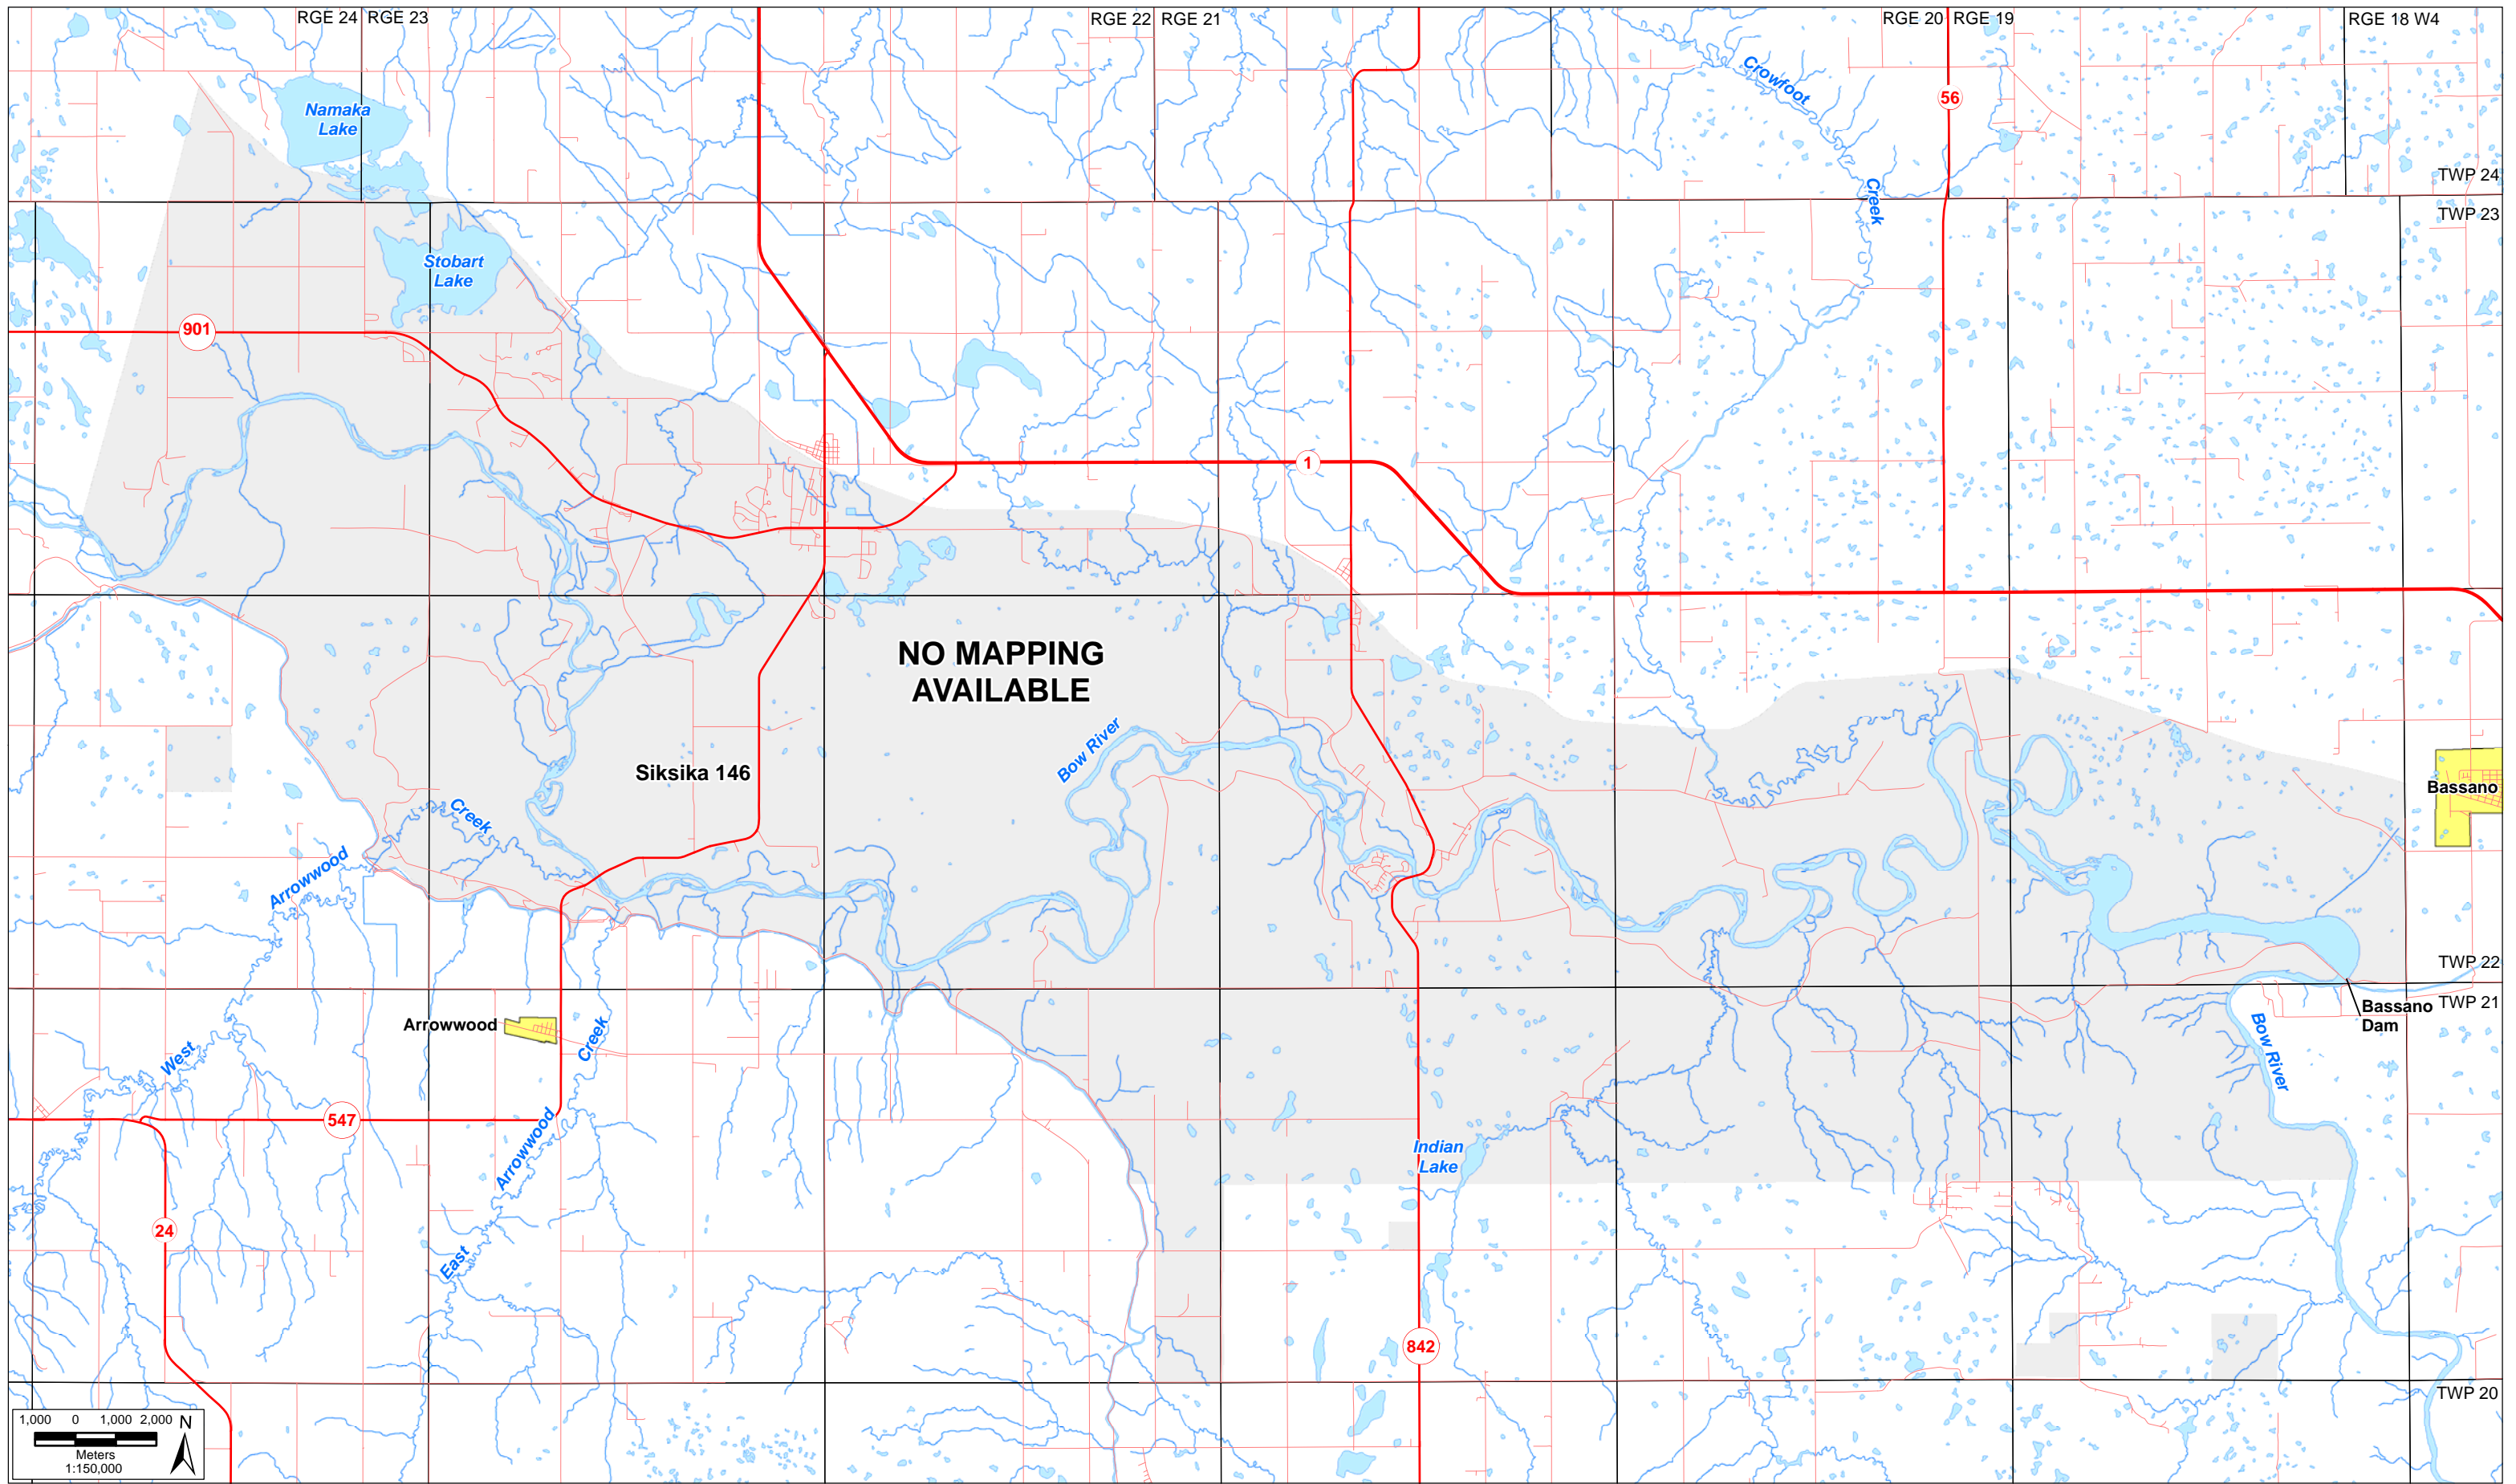 RGE 24 RGE 23
RGE 22 RGE 21
RGE 20 RGE 19
RGE 18 W4
Crowfoot
Creek
56
Namaka
Lake
TWP 24
TWP 23
Stobart
Lake
901
1
NO MAPPING
AVAILABLE
Bow River
Siksika 146
Bassano
Creek
Arrowwood
West
TWP 22
TWP 21
Bassano
Dam
Arrowwood
Creek
Arrowwood
East
Bow River
547
Indian
Lake
24
842
TWP 20
1,000 0 1,000 2,000 N
Meters
1:150,000